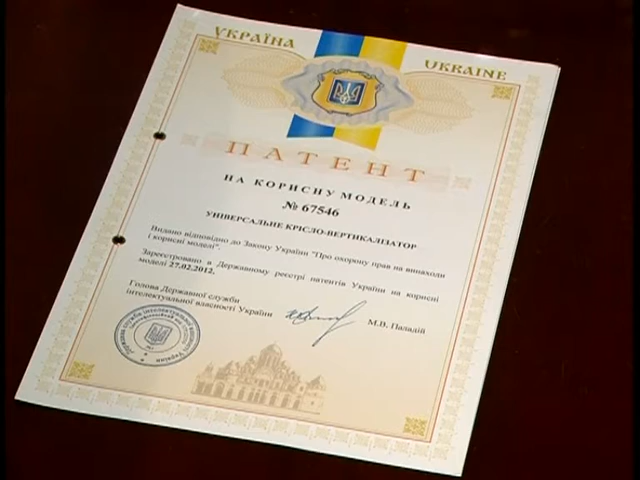 УКРАЇНА
UKRAINE
ПАТЕНТ
НА КОРИСНУ МОДЕЛЬ
№ 67546
УНІВЕРСАЛЬНЕ КРІСЛО-ВЕРТИКАЛІЗАТОР
Видано відповідно до Закону України "Про охорону прав на винаходи
і корисні моделі".
Зареєстровано в Державному реєстрі патентів України на корисні
моделі 27.02.2012.
Голова Державної служби
інтелектуальної власності України
М.В. Паладій